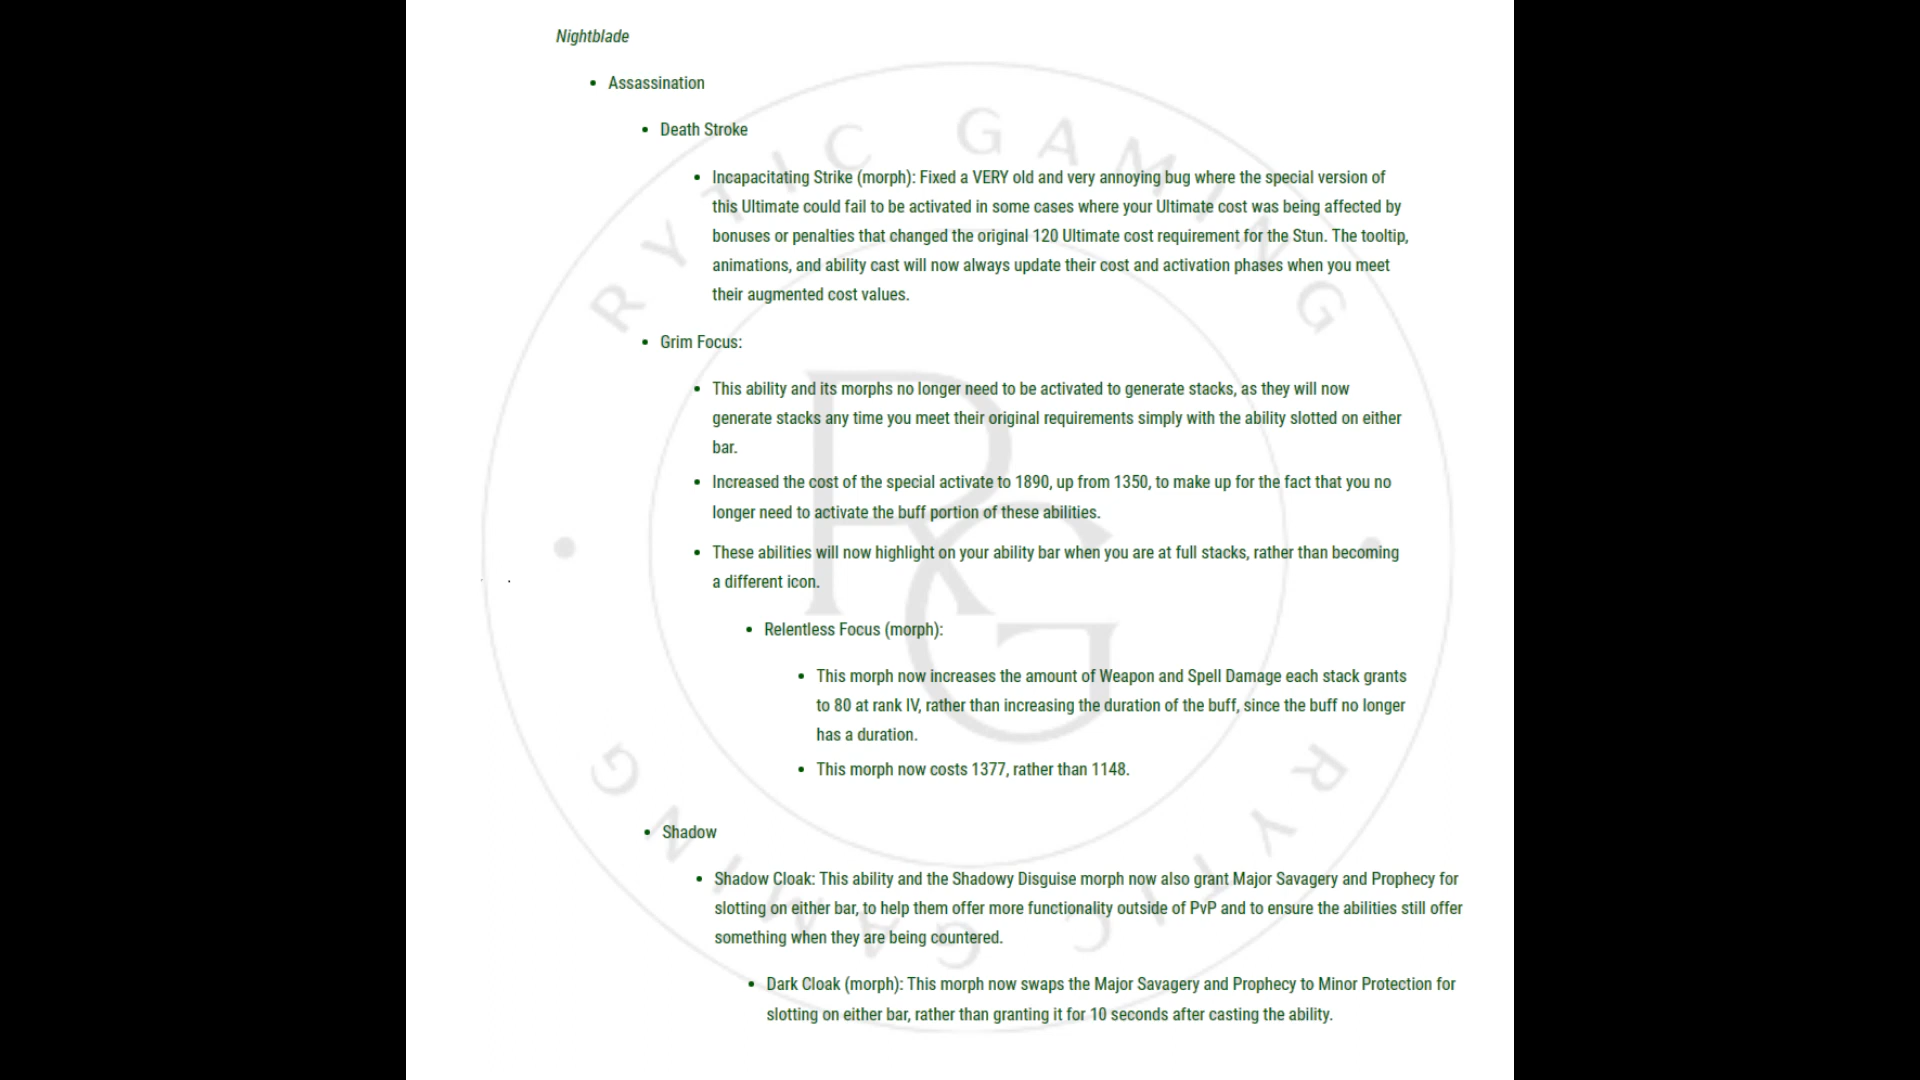 Nightblade
• Assassination
• Death Stroke
• Incapacitating Strike (morph): Fixed a VERY old and very annoying bug where the special version of
this Ultimate could fail to be activated in some cases where your Ultimate cost was being affected by
bonuses or penalties that changed the original 120 Ultimate cost requirement for the Stun. The tooltip,
animations, and ability cast will now always update their cost and activation phases when you meet
their augmented cost values.
• Grim Focus:
• This ability and its morphs no longer need to be activated to generate stacks, as they will now
generate stacks any time you meet their original requirements simply with the ability slotted on either
bar.
• Increased the cost of the special activate to 1890, up from 1350, to make up for the fact that you no
longer need to activate the buff portion of these abilities.
• These abilities will now highlight on your ability bar when you are at full stacks, rather than becoming
a different icon.
• Relentless Focus (morph):
• This morph now increases the amount of Weapon and Spell Damage each stack grants
to 80 at rank IV, rather than increasing the duration of the buff, since the buff no longer
has a duration.
• This morph now costs 1377, rather than 1148.
• Shadow
• Shadow Cloak: This ability and the Shadowy Disguise morph now also grant Major Savagery and Prophecy for
slotting on either bar, to help them offer more functionality outside of PvP and to ensure the abilities still offer
something when they are being countered.
• Dark Cloak (morph): This morph now swaps the Major Savagery and Prophecy to Minor Protection for
slotting on either bar, rather than granting it for 10 seconds after casting the ability.
RYTIC GAMING
RG
RYTIC GAMING